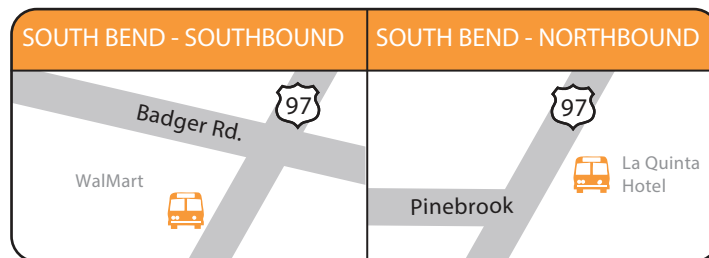 SOUTH BEND - SOUTHBOUND
97
Badger Rd.
WalMart
SOUTH BEND - NORTHBOUND
97
La Quinta
Hotel
Pinebrook